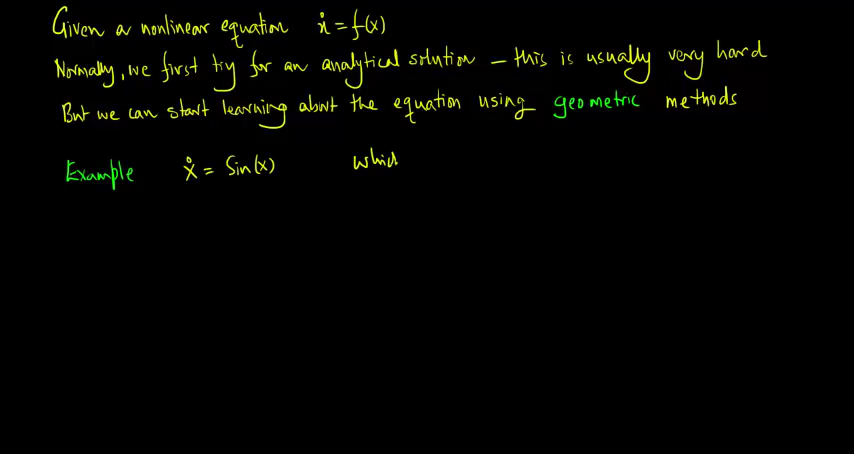 Given a nonlinear equation ẋ = f(x)
Normally, we first try for an analytical solution – this is usually very hard
But we can start learning about the equation using geometric methods
Example ẋ = Sin(x) which